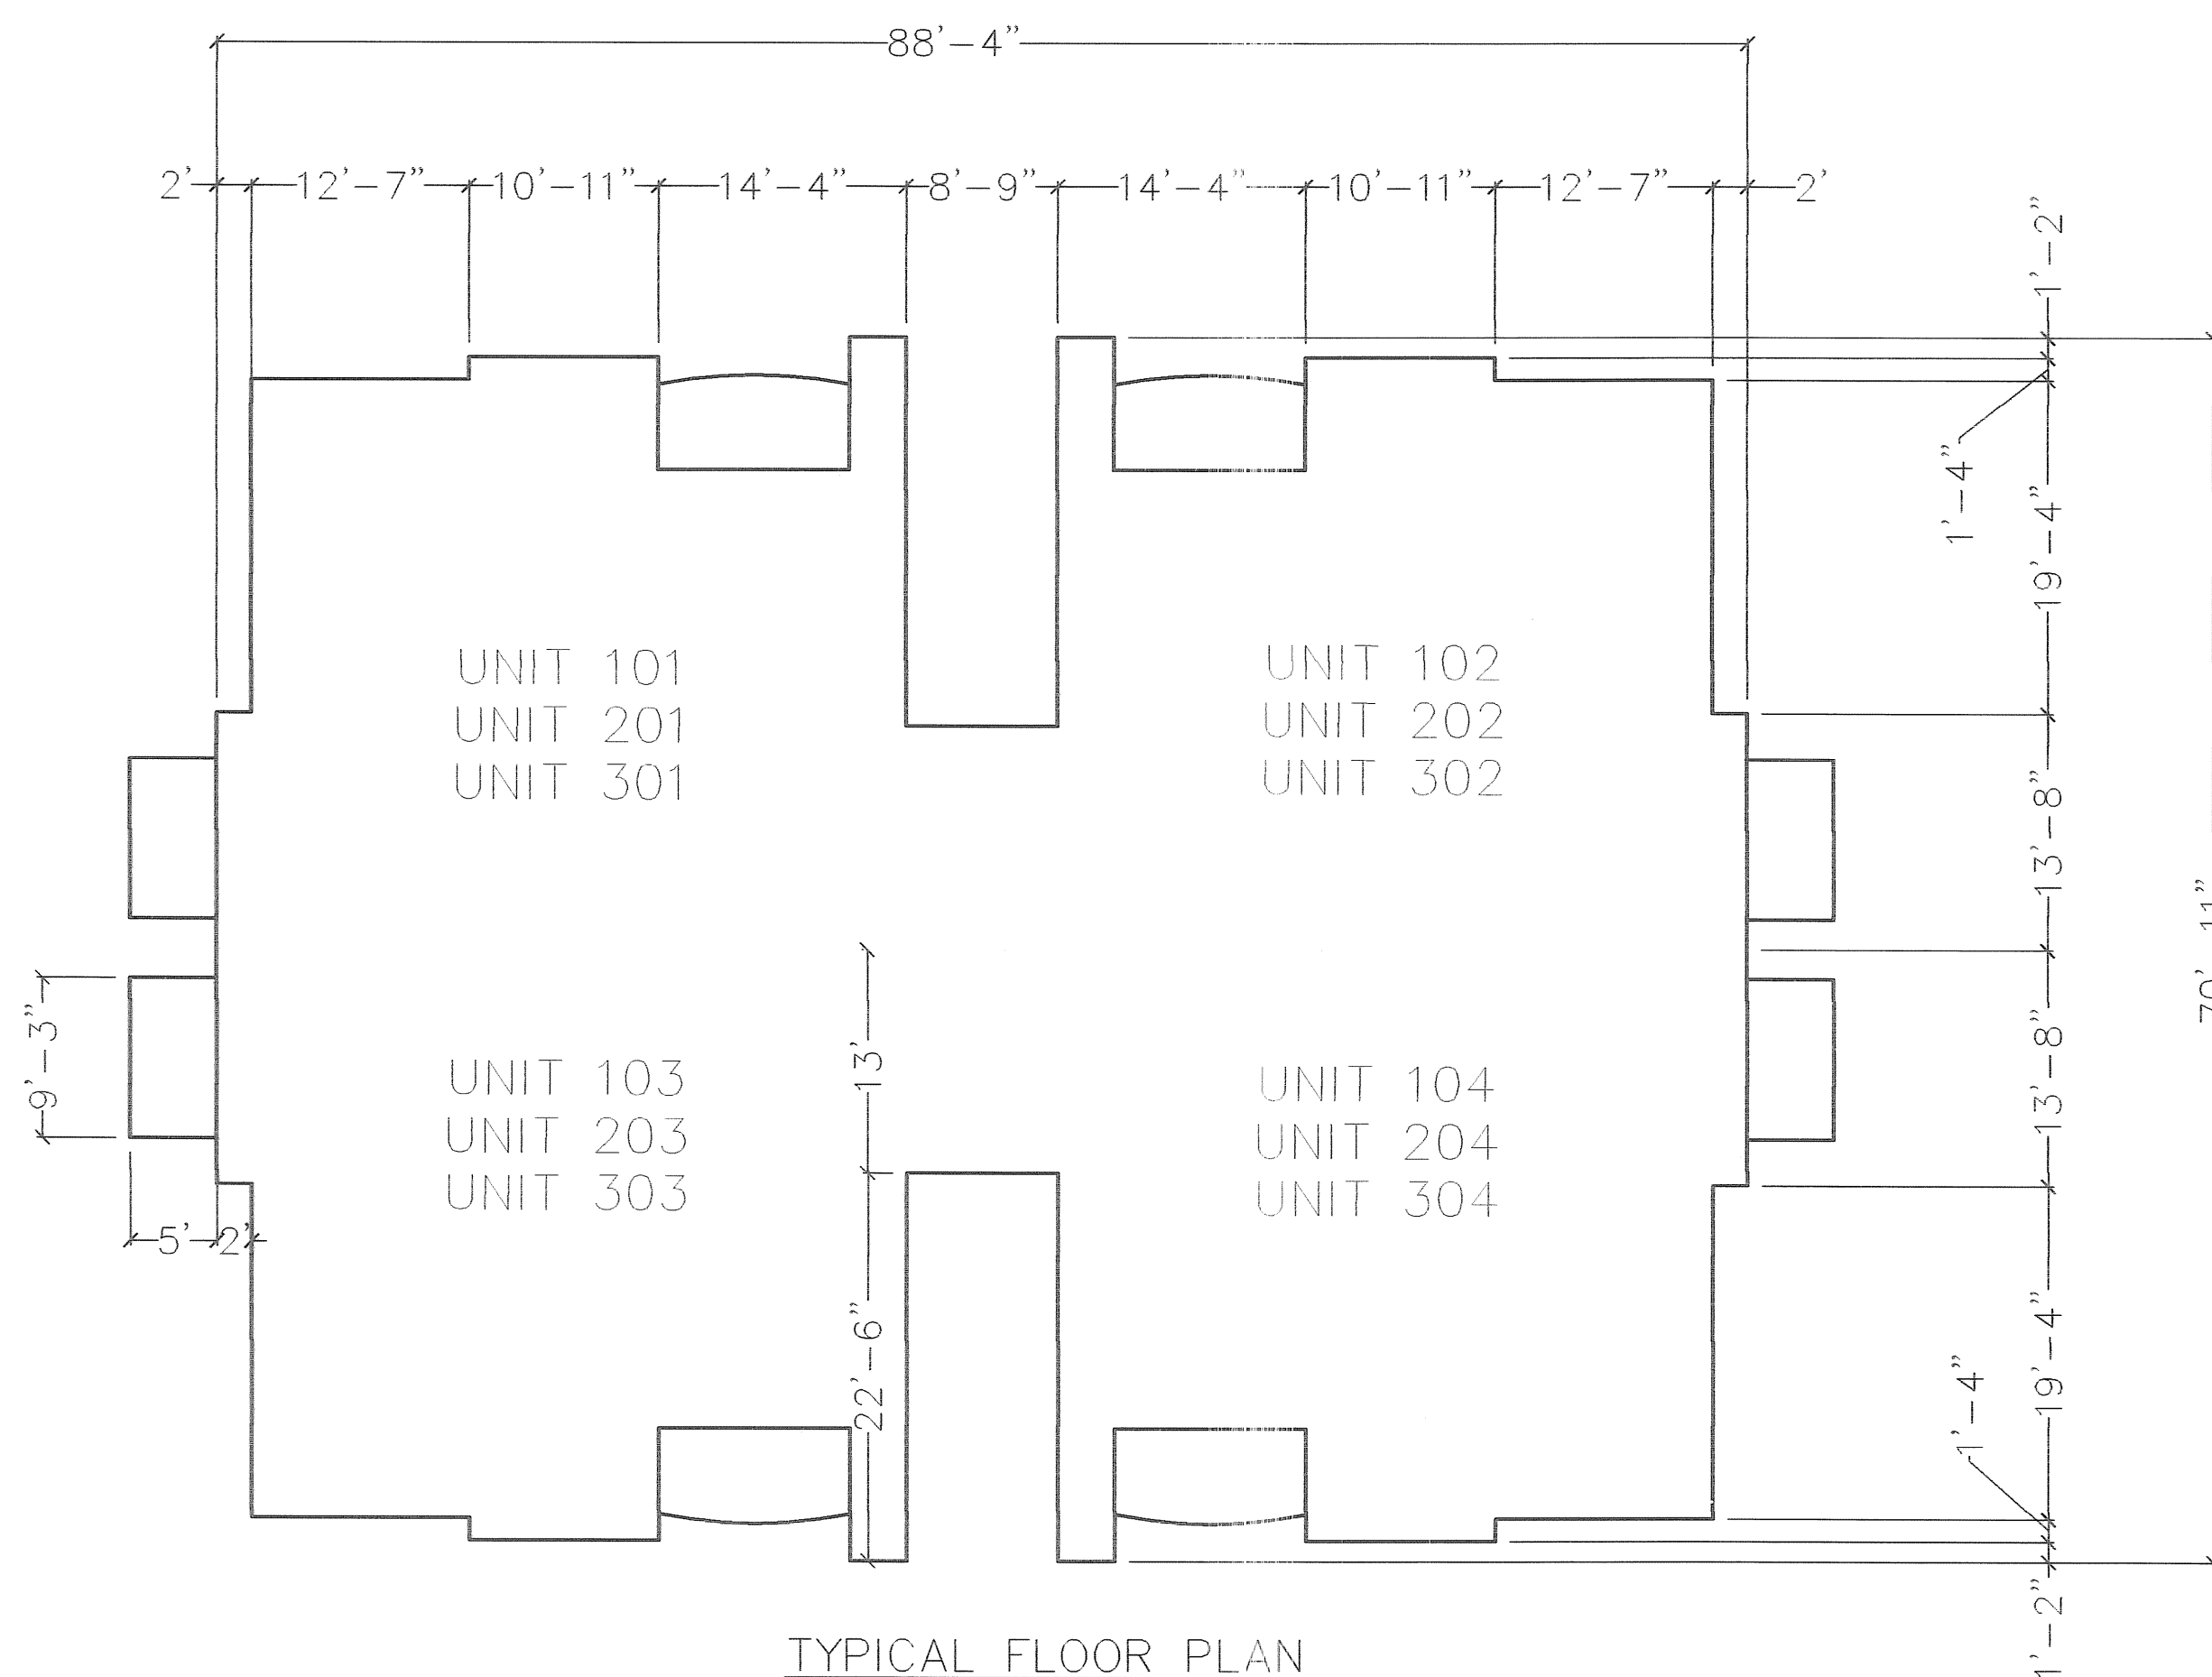 88'-4"
2' 12'-7" 10'-11" 14'-4" 8'-9" 14'-4" 10'-11" 12'-7" 2'
1'-2"
1'-4"
19'-4"
UNIT 101
UNIT 201
UNIT 301
UNIT 102
UNIT 202
UNIT 302
13'-8"
70' 11"
9'-3"
13'
13'-8"
UNIT 103
UNIT 203
UNIT 303
UNIT 104
UNIT 204
UNIT 304
5' 2'
22'-6"
19'-4"
1'-4"
1'-2"
TYPICAL FLOOR PLAN